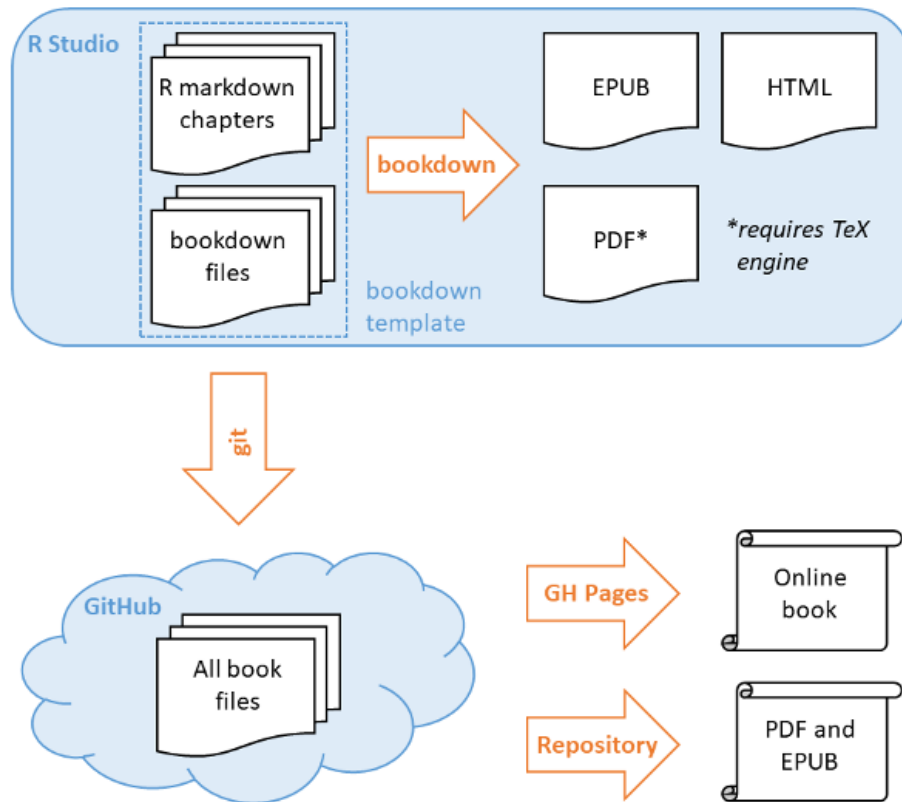 R Studio
R markdown
chapters
bookdown
files
bookdown
template
bookdown
EPUB
HTML
PDF*
*requires TeX
engine
git
GitHub
All book
files
GH Pages
Online
book
Repository
PDF and
EPUB